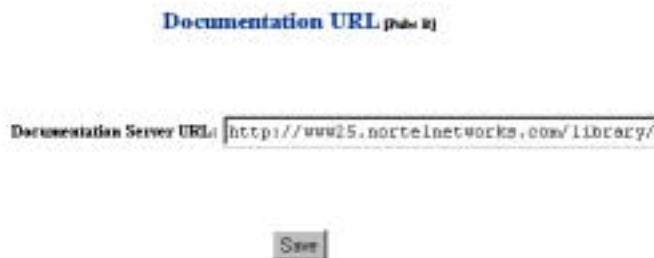 Documentation URL
Documentation Server URL: http://www25.nortelnetworks.com/library/
Save